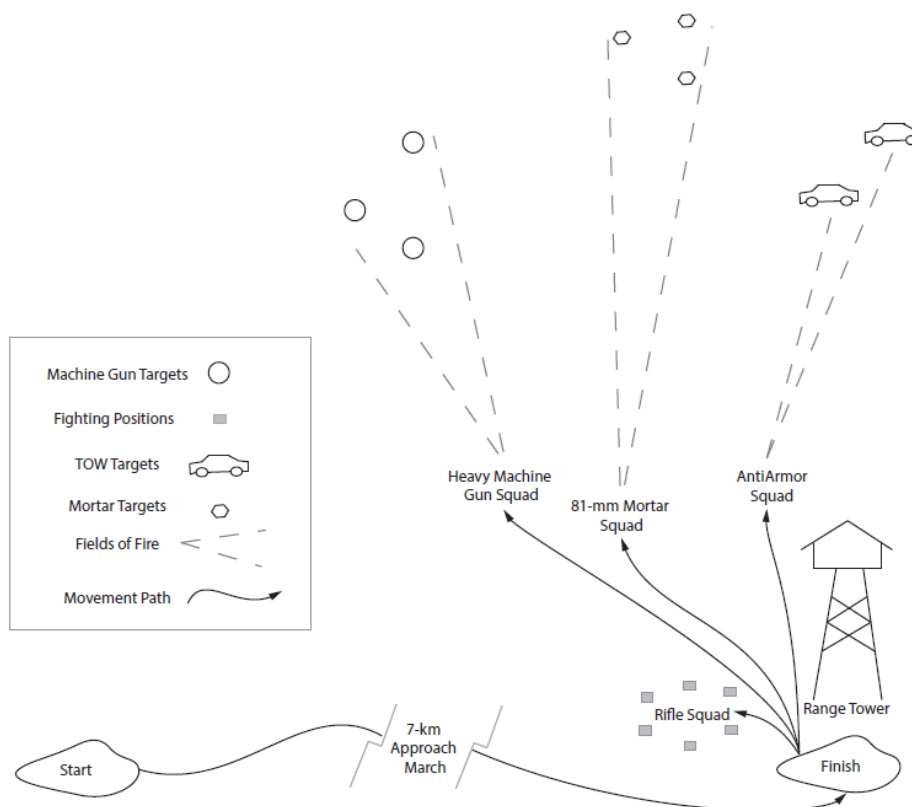 Machine Gun Targets
Fighting Positions
TOW Targets
Mortar Targets
Fields of Fire
Movement Path
Heavy Machine
Gun Squad
81-mm Mortar
Squad
AntiArmor
Squad
Range Tower
Rifle Squad
7-km
Approach
March
Start
Finish